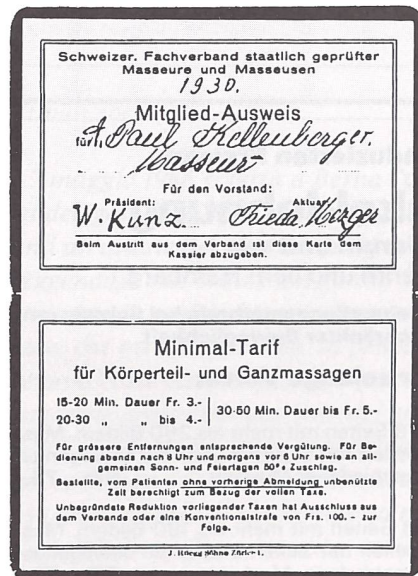 Schweizer. Fachverband staatlich geprüfter
Masseure und Masseusen
1930.
Mitglied-Ausweis
für Paul Kellenberger.
Masseur
Für den Vorstand:
Präsident: Aktuar:
W. Kunz. Frieda
Beim Austritt aus dem Verband ist diese Karte dem
Kassier abzugeben.
Minimal-Tarif
für Körperteil- und Ganzmassagen
15-20 Min. Dauer Fr. 3.-
20-30 „ „ bis „ 4.-
30-50 Min. Dauer bis Fr. 5.-
Für grössere Entfernungen entsprechende Vergütung. Für Be-
dienung abends nach 8 Uhr und morgens vor 6 Uhr sowie an all-
gemeinen Sonn- und Feiertagen 50% Zuschlag.
Bestellte, vom Patienten ohne vorherige Abmeldung unbenützte
Zeit berechtigt zum Bezug der vollen Taxe.
Unbegründete Reduktion vorliegender Taxen hat Ausschluss aus
dem Verbande oder eine Konventionalstrafe von Frs. 100.- zur
Folge.
J. Rüegg Söhne Zürich 1.